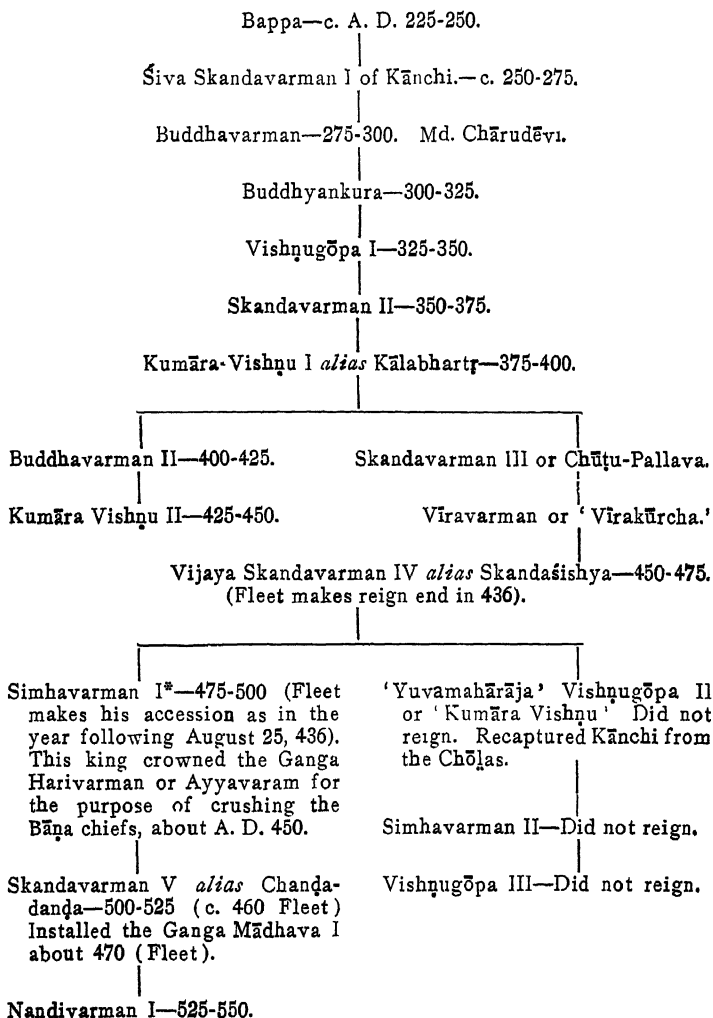 Bappa—c. A. D. 225-250.
Śiva Skandavarman I of Kānchi.—c. 250-275.
Buddhavarman—275-300. Md. Chārudēvı.
Buddhyankura—300-325.
Vishṇugōpa I—325-350.
Skandavarman II—350-375.
Kumāra-Vishṇu I alias Kālabhartṛ—375-400.
Buddhavarman II—400-425.
Skandavarman III or Chūṭu-Pallava.
Kumāra Vishṇu II—425-450.
Vīravarman or ‘Vīrakūrcha.’
Vijaya Skandavarman IV alias Skandaśishya—450-475.
(Fleet makes reign end in 436).
Simhavarman I*—475-500 (Fleet
makes his accession as in the
year following August 25, 436).
This king crowned the Ganga
Harivarman or Ayyavaram for
the purpose of crushing the
Bāṇa chiefs, about A. D. 450.
‘Yuvamahārāja’ Vishṇugōpa II
or ‘Kumāra Vishṇu’ Did not
reign. Recaptured Kānchi from
the Chōḻas.
Simhavarman II—Did not reign.
Skandavarman V alias Chanḍa-
danḍa—500-525 (c. 460 Fleet)
Installed the Ganga Mādhava I
about 470 (Fleet).
Vishṇugōpa III—Did not reign.
Nandivarman I—525-550.